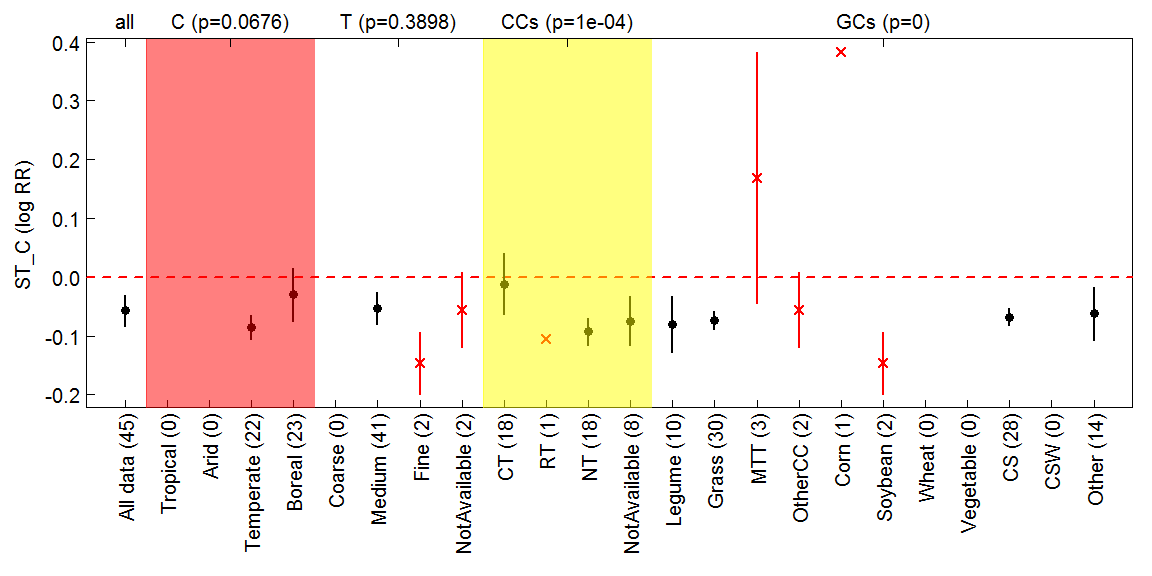 all C (p=0.0676) T (p=0.3898) CCs (p=1e-04) GCs (p=0)
ST_C (log RR)
0.4
0.3
0.2
0.1
0.0
-0.1
-0.2
All data (45)
Tropical (0)
Arid (0)
Temperate (22)
Boreal (23)
Coarse (0)
Medium (41)
Fine (2)
NotAvailable (2)
CT (18)
RT (1)
NT (18)
NotAvailable (8)
Legume (10)
Grass (30)
MTT (3)
OtherCC (2)
Corn (1)
Soybean (2)
Wheat (0)
Vegetable (0)
CS (28)
CSW (0)
Other (14)